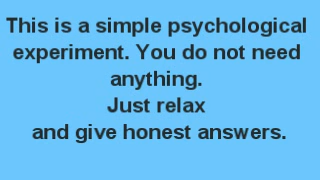 This is a simple psychological
experiment. You do not need
anything.
Just relax
and give honest answers.